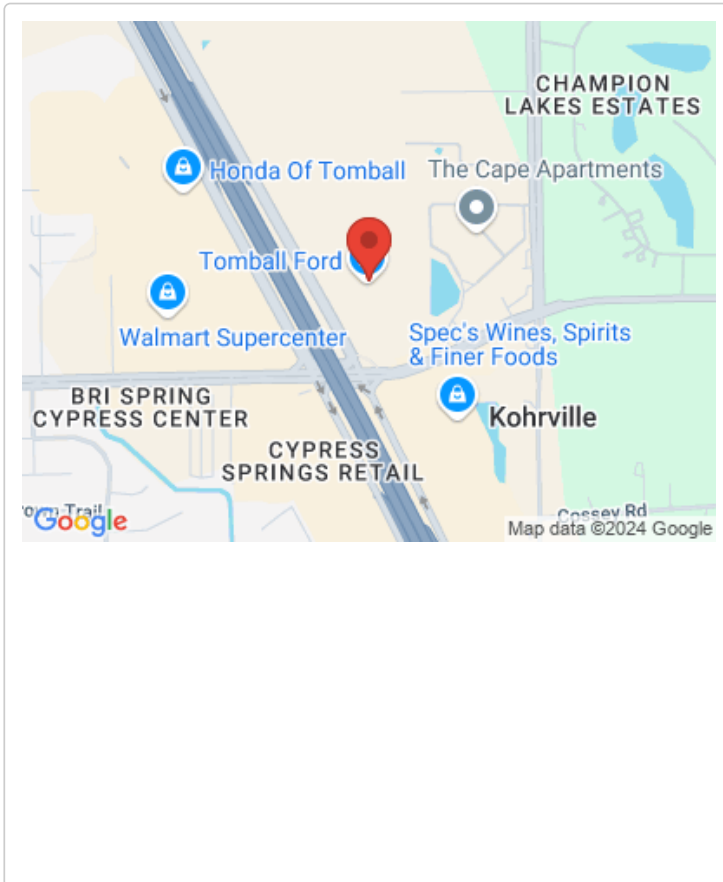 CHAMPION
LAKES ESTATES
Honda Of Tomball
The Cape Apartments
Tomball Ford
Walmart Supercenter
Spec's Wines, Spirits
& Finer Foods
BRI SPRING
CYPRESS CENTER
Kohrville
CYPRESS
SPRINGS RETAIL
Trail
Cossey Rd
Google
Map data ©2024 Google